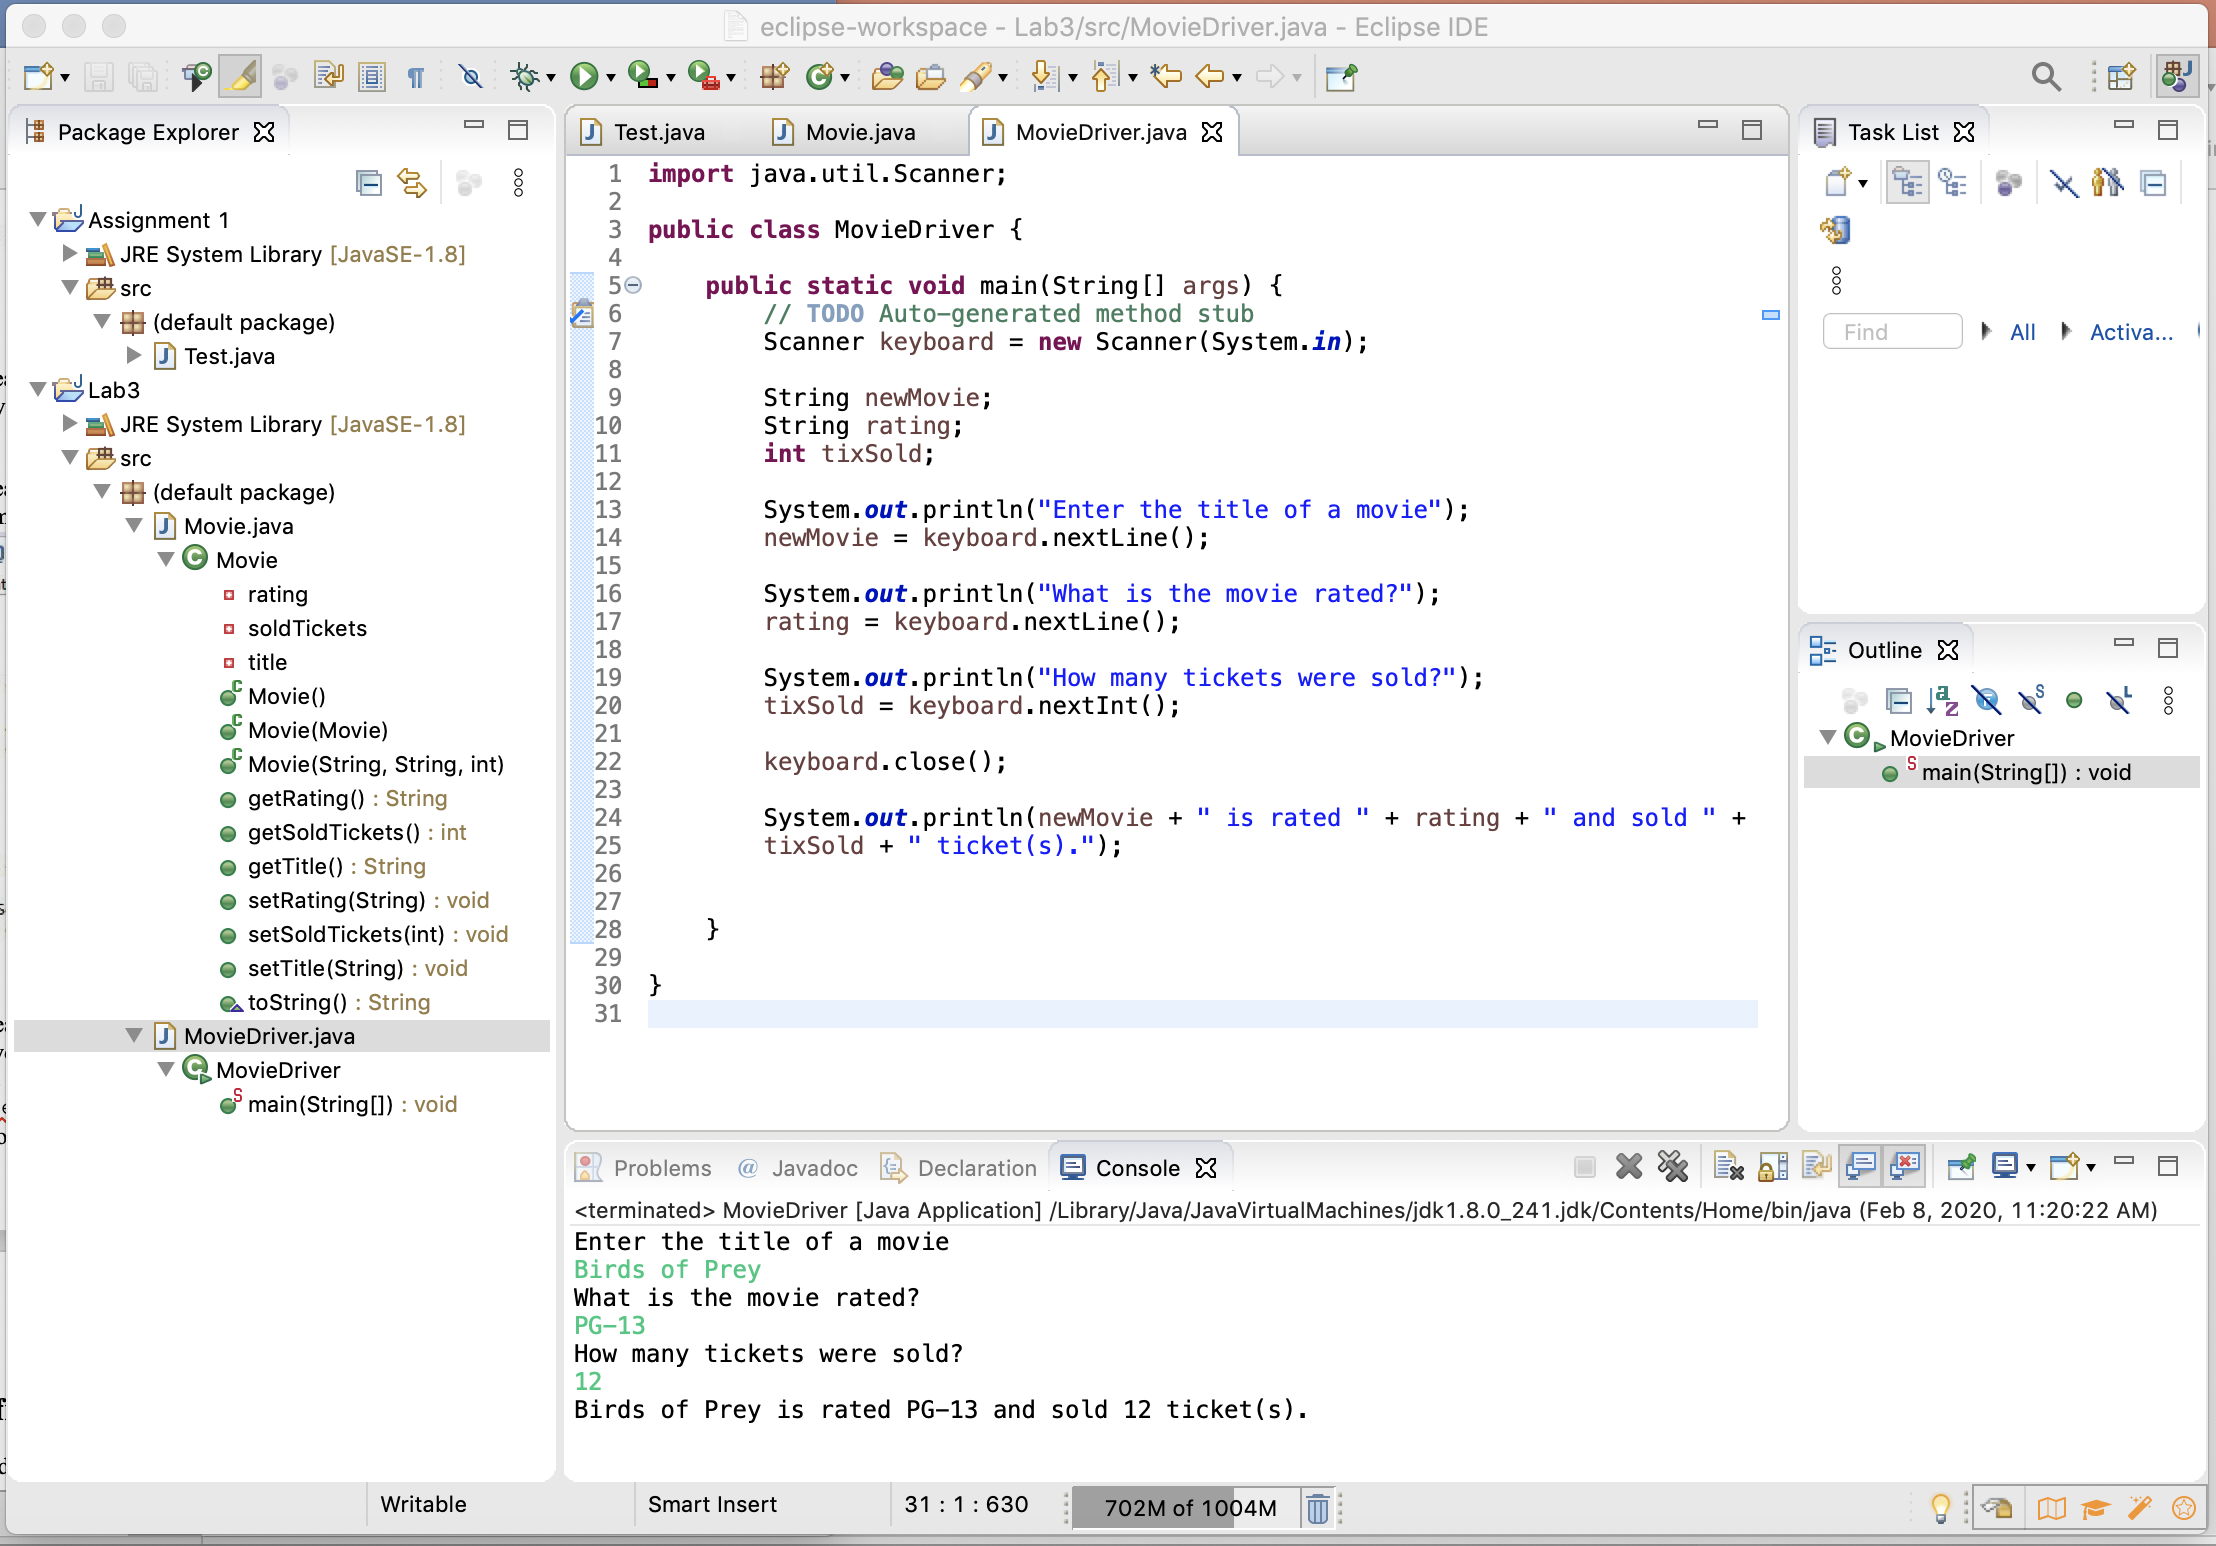 eclipse-workspace - Lab3/src/MovieDriver.java - Eclipse IDE
Package Explorer
Assignment 1
JRE System Library [JavaSE-1.8]
src
(default package)
Test.java
Lab3
JRE System Library [JavaSE-1.8]
src
(default package)
Movie.java
Movie
rating
soldTickets
title
Movie()
Movie(Movie)
Movie(String, String, int)
getRating() : String
getSoldTickets() : int
getTitle() : String
setRating(String) : void
setSoldTickets(int) : void
setTitle(String) : void
toString() : String
MovieDriver.java
MovieDriver
main(String[]) : void
Test.java Movie.java MovieDriver.java
1 import java.util.Scanner;
2
3 public class MovieDriver {
4
5 public static void main(String[] args) {
6 // TODO Auto-generated method stub
7 Scanner keyboard = new Scanner(System.in);
8
9 String newMovie;
10 String rating;
11 int tixSold;
12
13 System.out.println("Enter the title of a movie");
14 newMovie = keyboard.nextLine();
15
16 System.out.println("What is the movie rated?");
17 rating = keyboard.nextLine();
18
19 System.out.println("How many tickets were sold?");
20 tixSold = keyboard.nextInt();
21
22 keyboard.close();
23
24 System.out.println(newMovie + " is rated " + rating + " and sold " +
25 tixSold + " ticket(s).");
26
27
28 }
29
30 }
31
Task List
Find All Activa...
Outline
MovieDriver
main(String[]) : void
Problems @ Javadoc Declaration Console
<terminated> MovieDriver [Java Application] /Library/Java/JavaVirtualMachines/jdk1.8.0_241.jdk/Contents/Home/bin/java (Feb 8, 2020, 11:20:22 AM)
Enter the title of a movie
Birds of Prey
What is the movie rated?
PG-13
How many tickets were sold?
12
Birds of Prey is rated PG-13 and sold 12 ticket(s).
Writable Smart Insert 31 : 1 : 630 702M of 1004M